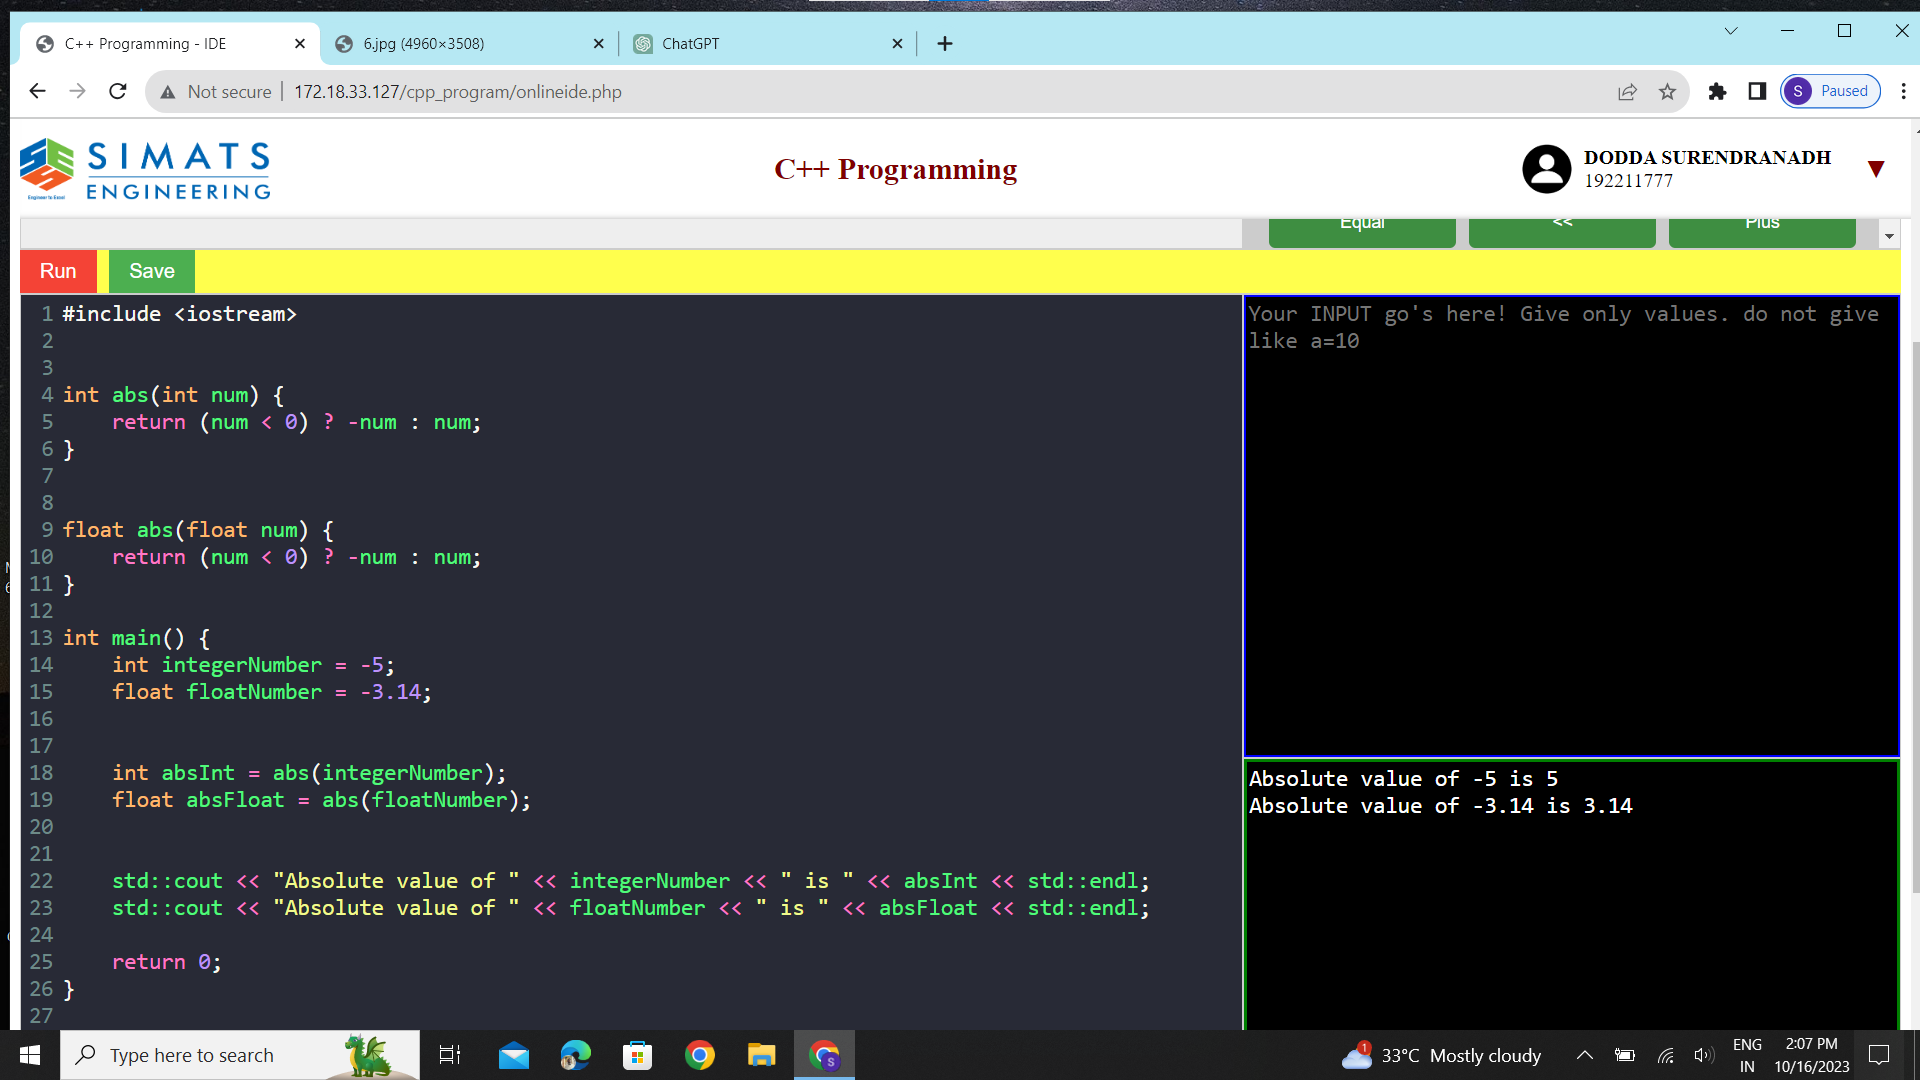 C++ Programming - IDE
6.jpg (4960×3508)
ChatGPT
Not secure
172.18.33.127/cpp_program/onlineide.php
S
Paused
SIMATS
ENGINEERING
Engineer to Excel
C++ Programming
DODDA SURENDRANADH
192211777
Equal
<<
Plus
Run
Save
1 #include <iostream>
2
3
4 int abs(int num) {
5     return (num < 0) ? -num : num;
6 }
7
8
9 float abs(float num) {
10     return (num < 0) ? -num : num;
11 }
12
13 int main() {
14     int integerNumber = -5;
15     float floatNumber = -3.14;
16
17
18     int absInt = abs(integerNumber);
19     float absFloat = abs(floatNumber);
20
21
22     std::cout << "Absolute value of " << integerNumber << " is " << absInt << std::endl;
23     std::cout << "Absolute value of " << floatNumber << " is " << absFloat << std::endl;
24
25     return 0;
26 }
27
Your INPUT go's here! Give only values. do not give
like a=10
Absolute value of -5 is 5
Absolute value of -3.14 is 3.14
Type here to search
S
1
33°C Mostly cloudy
ENG
IN
2:07 PM
10/16/2023